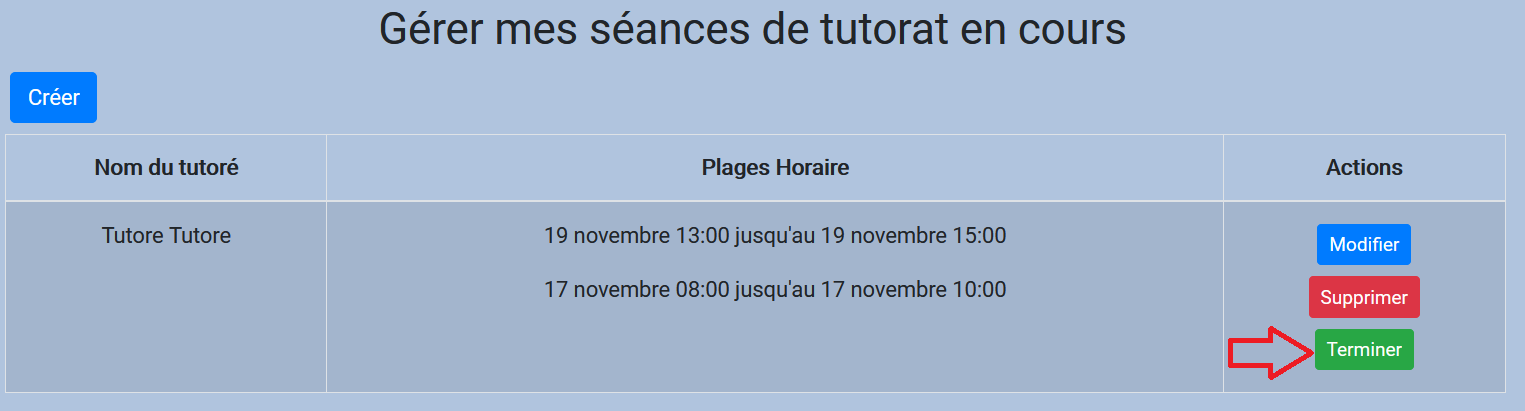 Gérer mes séances de tutorat en cours
Créer
Nom du tutoré Plages Horaire Actions
Tutore Tutore 19 novembre 13:00 jusqu'au 19 novembre 15:00 Modifier
17 novembre 08:00 jusqu'au 17 novembre 10:00 Supprimer
Terminer